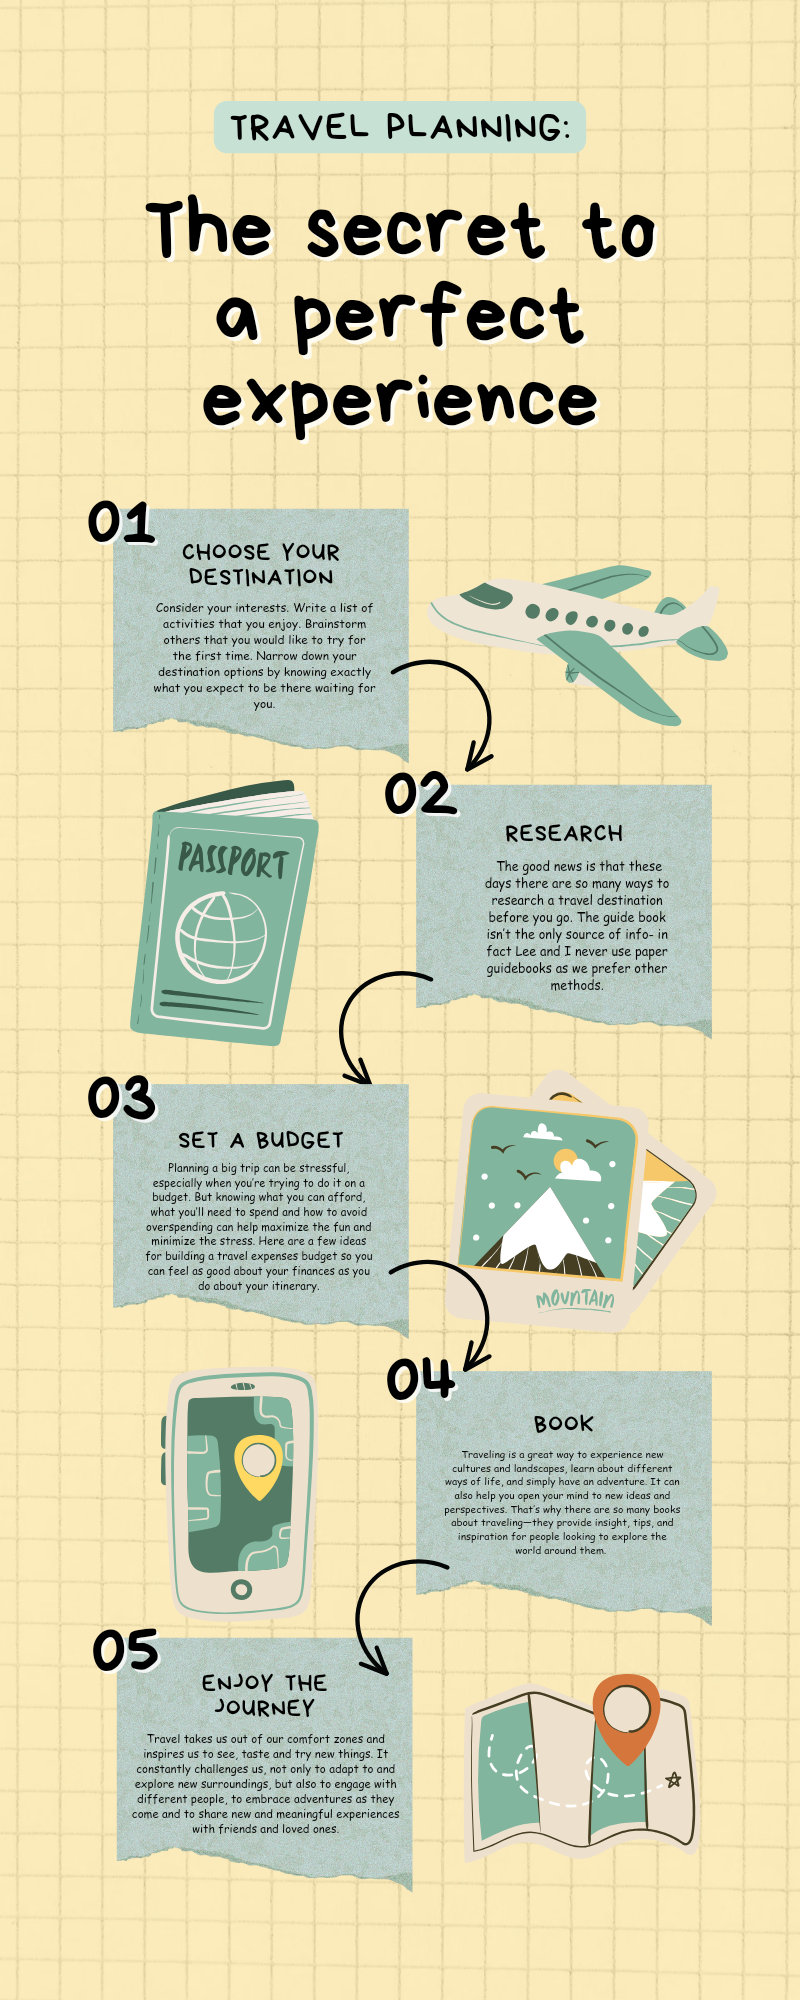 TRAVEL PLANNING:
The secret to
a perfect
experience
01
CHOOSE YOUR
DESTINATION
Consider your interests. Write a list of
activities that you enjoy. Brainstorm
others that you would like to try for
the first time. Narrow down your
destination options by knowing exactly
what you expect to be there waiting for
you.
02
RESEARCH
The good news is that these
days there are so many ways to
research a travel destination
before you go. The guide book
isn't the only source of info- in
fact Lee and I never use paper
guidebooks as we prefer other
methods.
PASSPORT
03
SET A BUDGET
Planning a big trip can be stressful,
especially when you're trying to do it on a
budget. But knowing what you can afford,
what you'll need to spend and how to avoid
overspending can help maximize the fun and
minimize the stress. Here are a few ideas
for building a travel expenses budget so you
can feel as good about your finances as you
do about your itinerary.
MOUNTAIN
04
BOOK
Traveling is a great way to experience new
cultures and landscapes, learn about different
ways of life, and simply have an adventure. It can
also help you open your mind to new ideas and
perspectives. That's why there are so many books
about traveling—they provide insight, tips, and
inspiration for people looking to explore the
world around them.
05
ENJOY THE
JOURNEY
Travel takes us out of our comfort zones and
inspires us to see, taste and try new things. It
constantly challenges us, not only to adapt to and
explore new surroundings, but also to engage with
different people, to embrace adventures as they
come and to share new and meaningful experiences
with friends and loved ones.